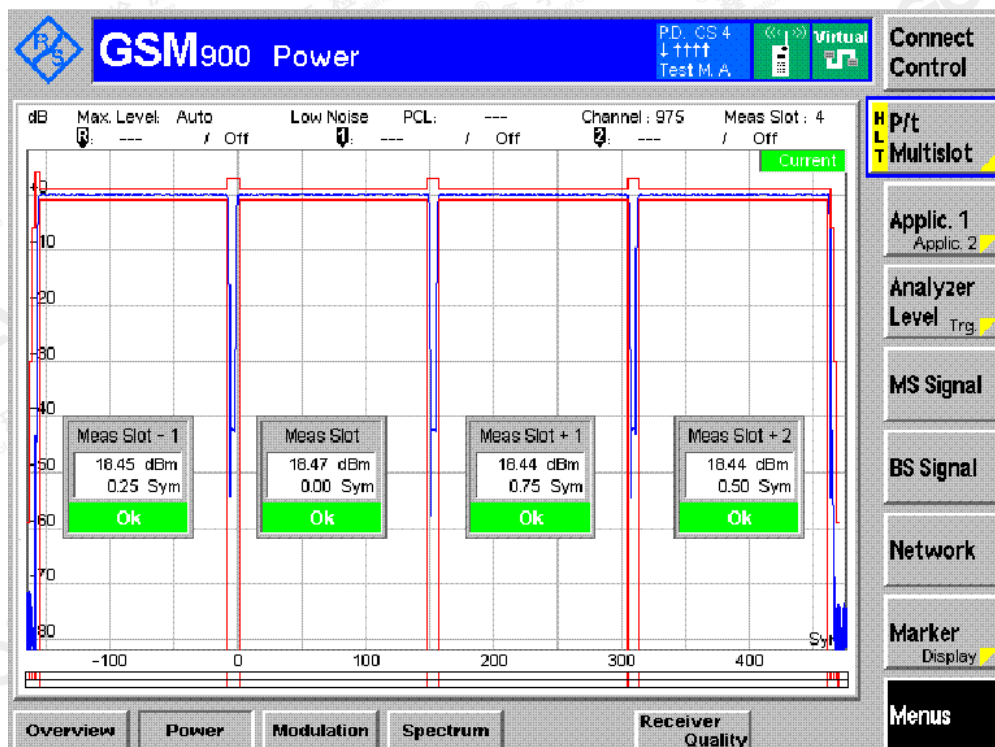 R S
GSM900 Power
P.D. CS 4
↓ ↑↑↑↑
Test M. A.
Virtual
Connect
Control
dB Max. Level: Auto Low Noise PCL: --- Channel : 975 Meas Slot : 4
R: --- / Off 1: --- / Off 2: --- / Off
Current
+0
-10
-20
-30
-40
-50
-60
-70
-80
Meas Slot - 1
18.45 dBm
0.25 Sym
Ok
Meas Slot
18.47 dBm
0.00 Sym
Ok
Meas Slot + 1
18.44 dBm
0.75 Sym
Ok
Meas Slot + 2
18.44 dBm
0.50 Sym
Ok
-100 0 100 200 300 400
HLT
P/t
Multislot
Applic. 1
Applic. 2
Analyzer
Level Trg.
MS Signal
BS Signal
Network
Marker
Display
Menus
Overview Power Modulation Spectrum Receiver
Quality